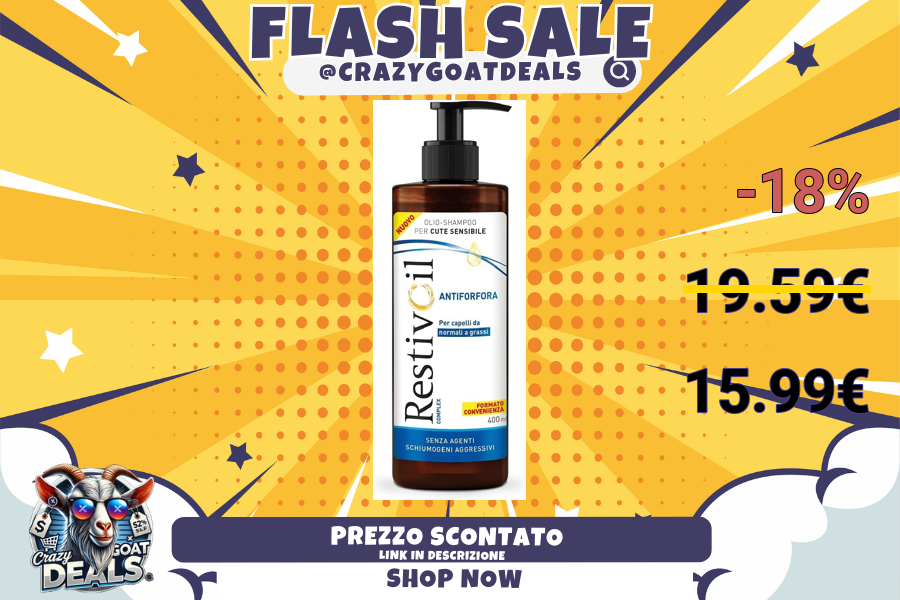 FLASH SALE
@CRAZYGOATDEALS
-18%
19.59€
15.99€
NUOVO
OLIO-SHAMPOO
PER CUTE SENSIBILE
RestivOil
COMPLEX
ANTIFORFORA
Per capelli da
normali a grassi
FORMATO
CONVENIENZA
400 ml
SENZA AGENTI
SCHIUMOGENI AGGRESSIVI
$
52%
Crazy
GOAT
DEALS
PREZZO SCONTATO
LINK IN DESCRIZIONE
SHOP NOW